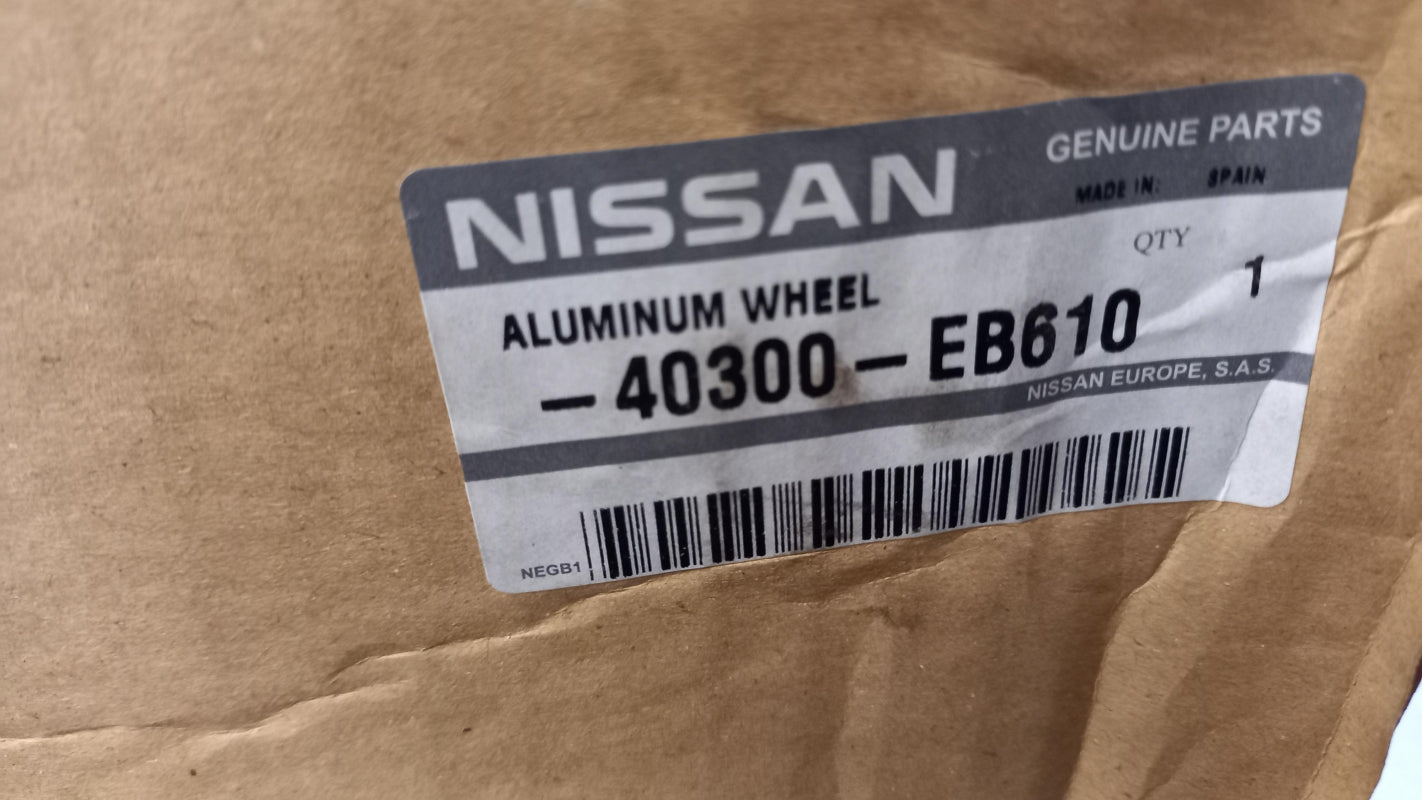 NISSAN
GENUINE PARTS
MADE IN: SPAIN
QTY
ALUMINUM WHEEL
1
-40300-EB610
NISSAN EUROPE, S.A.S.
NEGB1